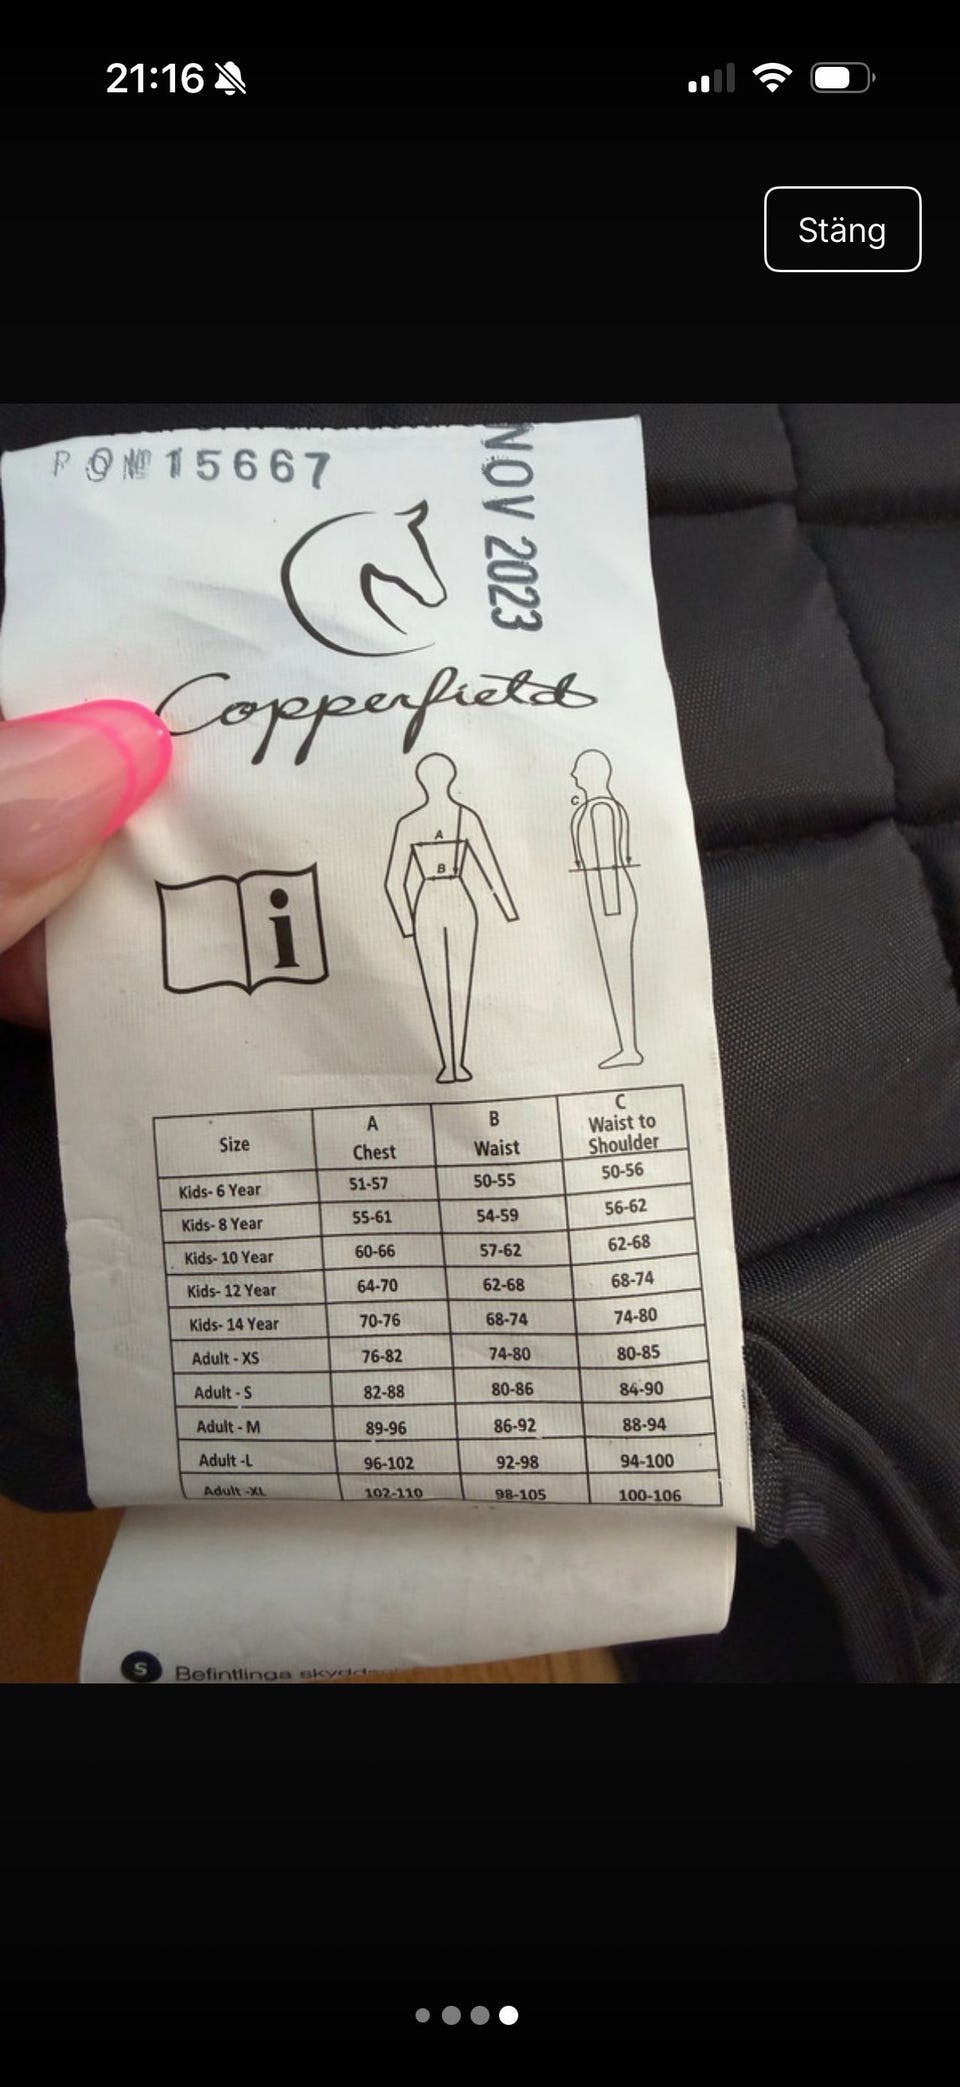 21:16
Stäng
PO Nº 15667
NOV 2023
Copperfield
A
B
C
i
Size A Chest B Waist C Waist to Shoulder
Kids- 6 Year 51-57 50-55 50-56
Kids- 8 Year 55-61 54-59 56-62
Kids- 10 Year 60-66 57-62 62-68
Kids- 12 Year 64-70 62-68 68-74
Kids- 14 Year 70-76 68-74 74-80
Adult - XS 76-82 74-80 80-85
Adult - S 82-88 80-86 84-90
Adult - M 89-96 86-92 88-94
Adult -L 96-102 92-98 94-100
Adult -XL 102-110 98-105 100-106
S Befintlinga